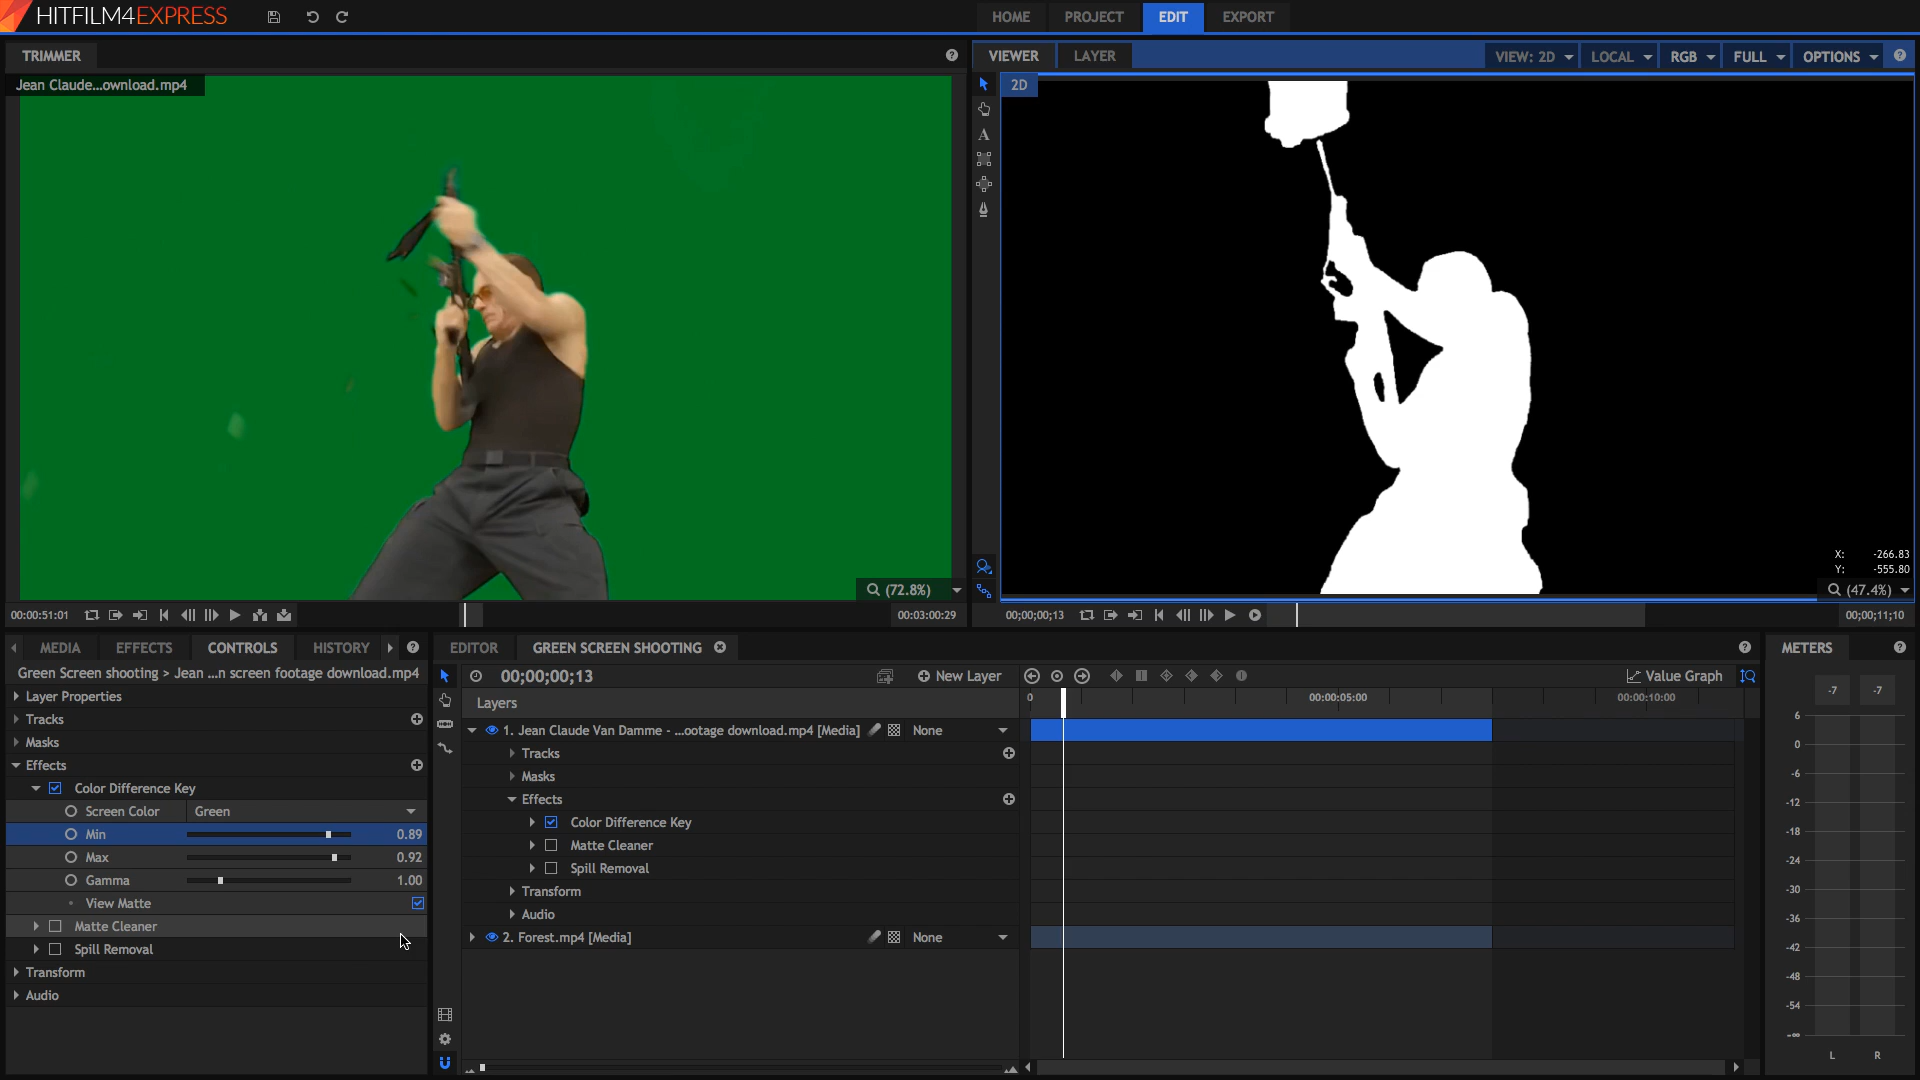 HITFILM4EXPRESS
HOME PROJECT EDIT EXPORT
TRIMMER
Jean Claude...ownload.mp4
(72.8%)
00:00:51:01
00:03:00:29
VIEWER LAYER
VIEW: 2D LOCAL RGB FULL OPTIONS
2D
X: -266.83
Y: -555.80
(47.4%)
00;00;00;13
00;00;11;10
MEDIA EFFECTS CONTROLS HISTORY
Green Screen shooting > Jean ...n screen footage download.mp4
Layer Properties
Tracks
Masks
Effects
Color Difference Key
Screen Color Green
Min 0.89
Max 0.92
Gamma 1.00
View Matte
Matte Cleaner
Spill Removal
Transform
Audio
EDITOR GREEN SCREEN SHOOTING
00;00;00;13
New Layer
Value Graph
Layers
0 00:00:05:00 00:00:10:00
1. Jean Claude Van Damme - ...ootage download.mp4 [Media] None
Tracks
Masks
Effects
Color Difference Key
Matte Cleaner
Spill Removal
Transform
Audio
2. Forest.mp4 [Media] None
METERS
-7 -7
6
0
-6
-12
-18
-24
-30
-36
-42
-48
-54
-∞
L R